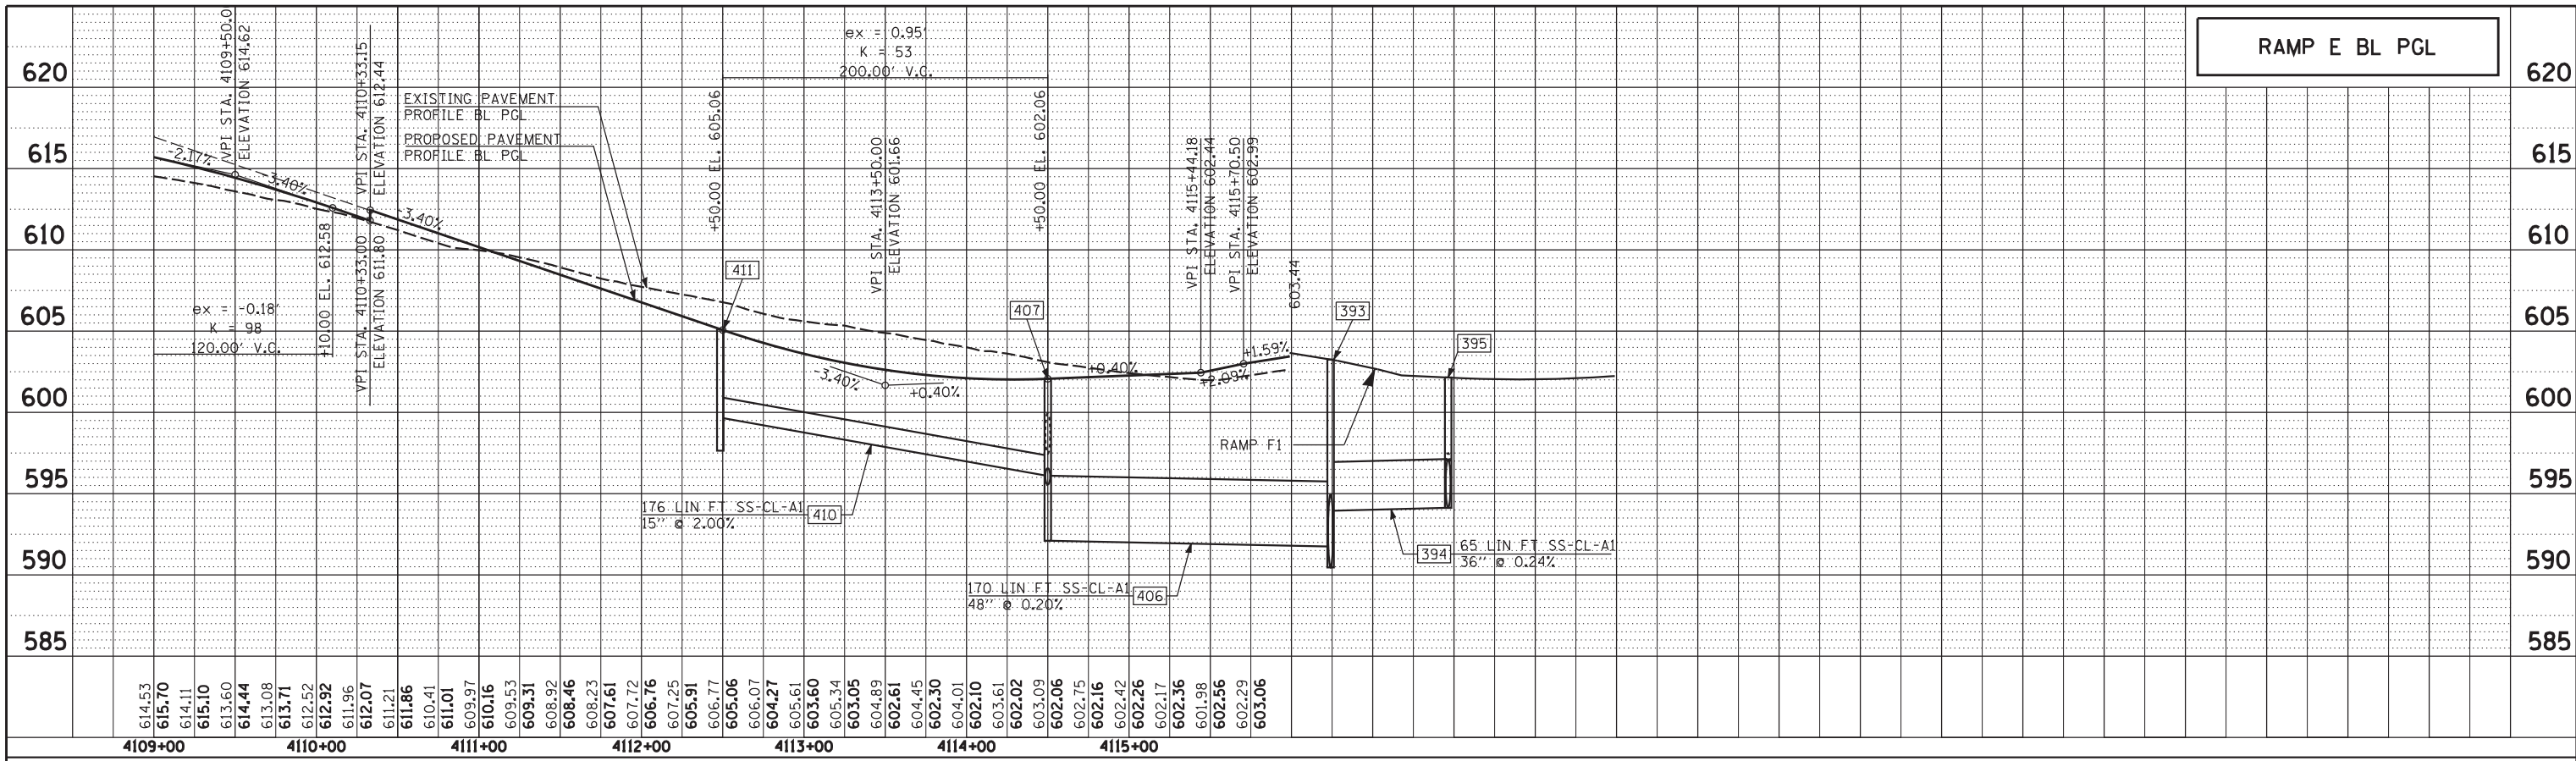 RAMP E BL PGL
620
615
610
605
600
595
590
585
620
615
610
605
600
595
590
585
VPI STA. 4109+50.0
ELEVATION 614.62
VPI STA. 4110+33.15
ELEVATION 612.44
-2.17%
-3.40%
-3.40%
EXISTING PAVEMENT
PROFILE BL PGL
PROPOSED PAVEMENT
PROFILE BL PGL
ex = -0.18'
K = 98
120.00' V.C.
+10.00 EL. 612.58
VPI STA. 4110+33.00
ELEVATION 611.80
ex = 0.95'
K = 53
200.00' V.C.
+50.00 EL. 605.06
VPI STA. 4113+50.00
ELEVATION 601.66
+50.00 EL. 602.06
-3.40%
+0.40%
+0.40%
VPI STA. 4115+44.18
ELEVATION 602.44
VPI STA. 4115+70.50
ELEVATION 602.99
+2.09%
+1.59%
603.44
411
407
393
395
RAMP F1
176 LIN FT SS-CL-A1
15'' @ 2.00%
410
170 LIN FT SS-CL-A1
48'' @ 0.20%
406
394
65 LIN FT SS-CL-A1
36'' @ 0.24%
614.53
615.70
614.11
615.10
613.60
614.44
613.08
613.71
612.52
612.92
611.96
612.07
611.21
611.86
610.41
611.01
609.97
610.16
609.53
609.31
608.92
608.46
608.23
607.61
607.72
606.76
607.25
605.91
606.77
605.06
606.07
604.27
605.61
603.60
605.34
603.05
604.89
602.61
604.45
602.30
604.01
602.10
603.61
602.02
603.09
602.06
602.75
602.16
602.42
602.26
602.17
602.36
601.98
602.56
602.29
603.06
4109+00
4110+00
4111+00
4112+00
4113+00
4114+00
4115+00